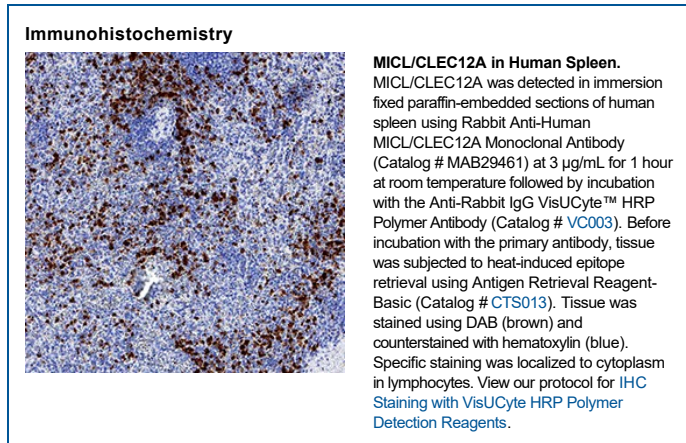 Immunohistochemistry
MICL/CLEC12A in Human Spleen.
MICL/CLEC12A was detected in immersion
fixed paraffin-embedded sections of human
spleen using Rabbit Anti-Human
MICL/CLEC12A Monoclonal Antibody
(Catalog # MAB29461) at 3 µg/mL for 1 hour
at room temperature followed by incubation
with the Anti-Rabbit IgG VisUCyte™ HRP
Polymer Antibody (Catalog # VC003). Before
incubation with the primary antibody, tissue
was subjected to heat-induced epitope
retrieval using Antigen Retrieval Reagent-
Basic (Catalog # CTS013). Tissue was
stained using DAB (brown) and
counterstained with hematoxylin (blue).
Specific staining was localized to cytoplasm
in lymphocytes. View our protocol for IHC
Staining with VisUCyte HRP Polymer
Detection Reagents.